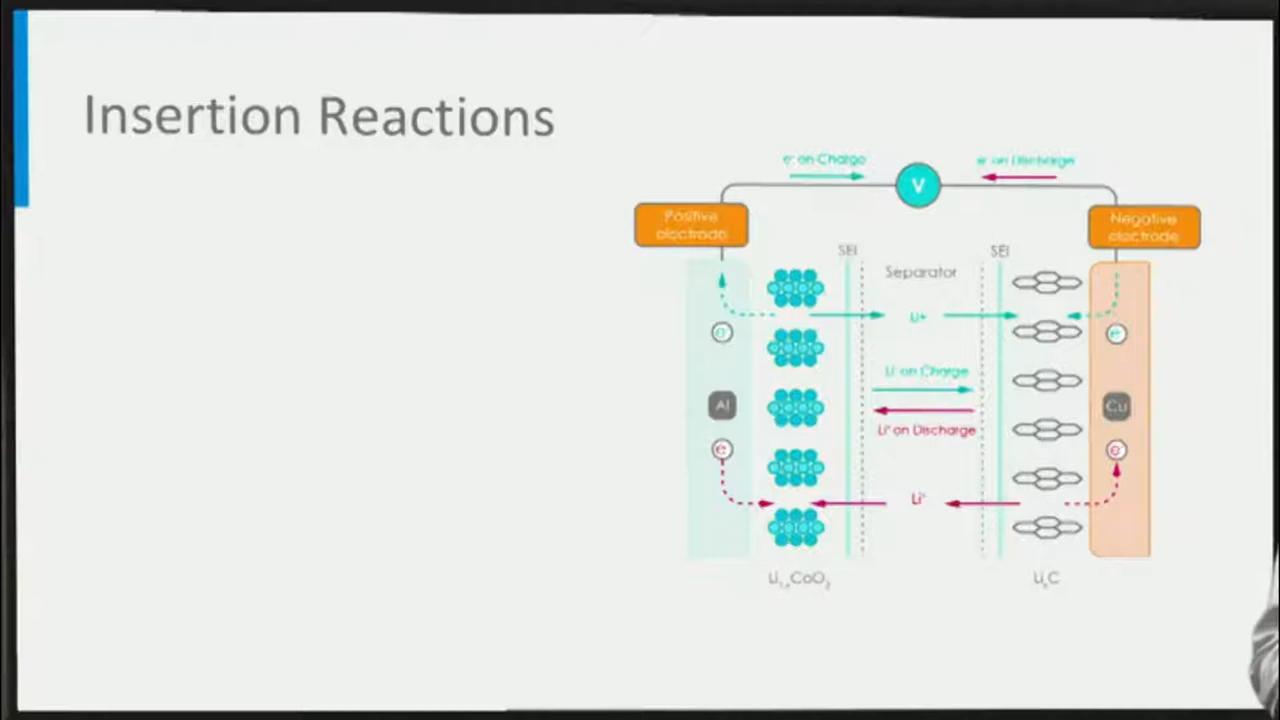 Insertion Reactions
e⁻ on Charge
e⁻ on Discharge
V
Positive
electrode
Negative
electrode
SEI
Separator
SEI
Li⁺
e⁻
e⁻
Li⁺ on Charge
Al
Cu
Li⁺ on Discharge
e⁻
e⁻
Li⁺
Li₁₋ₓCoO₂
LiₓC